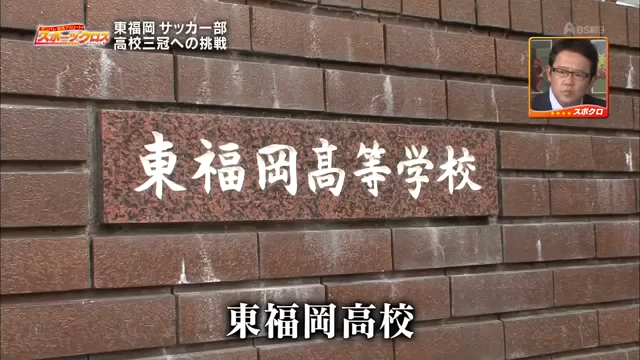 スポーツクロス
東福岡 サッカー部
高校三冠への挑戦
BS朝日
スポクロ
東福岡高等学校
東福岡高校